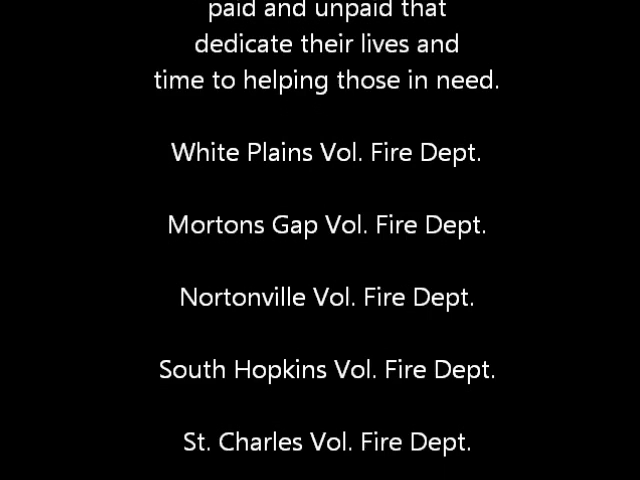 paid and unpaid that
dedicate their lives and
time to helping those in need.
White Plains Vol. Fire Dept.
Mortons Gap Vol. Fire Dept.
Nortonville Vol. Fire Dept.
South Hopkins Vol. Fire Dept.
St. Charles Vol. Fire Dept.